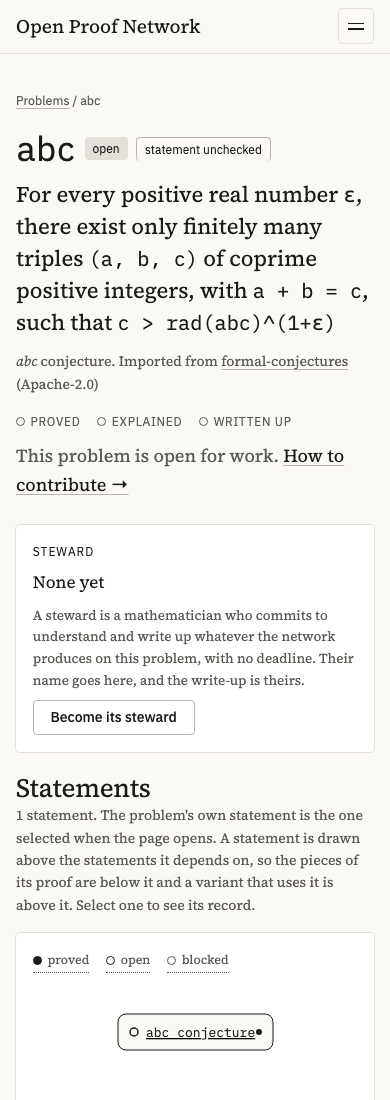 Open Proof Network
Problems / abc
abc open statement unchecked
For every positive real number ε,
there exist only finitely many
triples (a, b, c) of coprime
positive integers, with a + b = c,
such that c > rad(abc)^(1+ε)
abc conjecture. Imported from formal-conjectures
(Apache-2.0)
PROVED EXPLAINED WRITTEN UP
This problem is open for work. How to
contribute →
STEWARD
None yet
A steward is a mathematician who commits to
understand and write up whatever the network
produces on this problem, with no deadline. Their
name goes here, and the write-up is theirs.
Become its steward
Statements
1 statement. The problem's own statement is the one
selected when the page opens. A statement is drawn
above the statements it depends on, so the pieces of
its proof are below it and a variant that uses it is
above it. Select one to see its record.
proved open blocked
abc conjecture